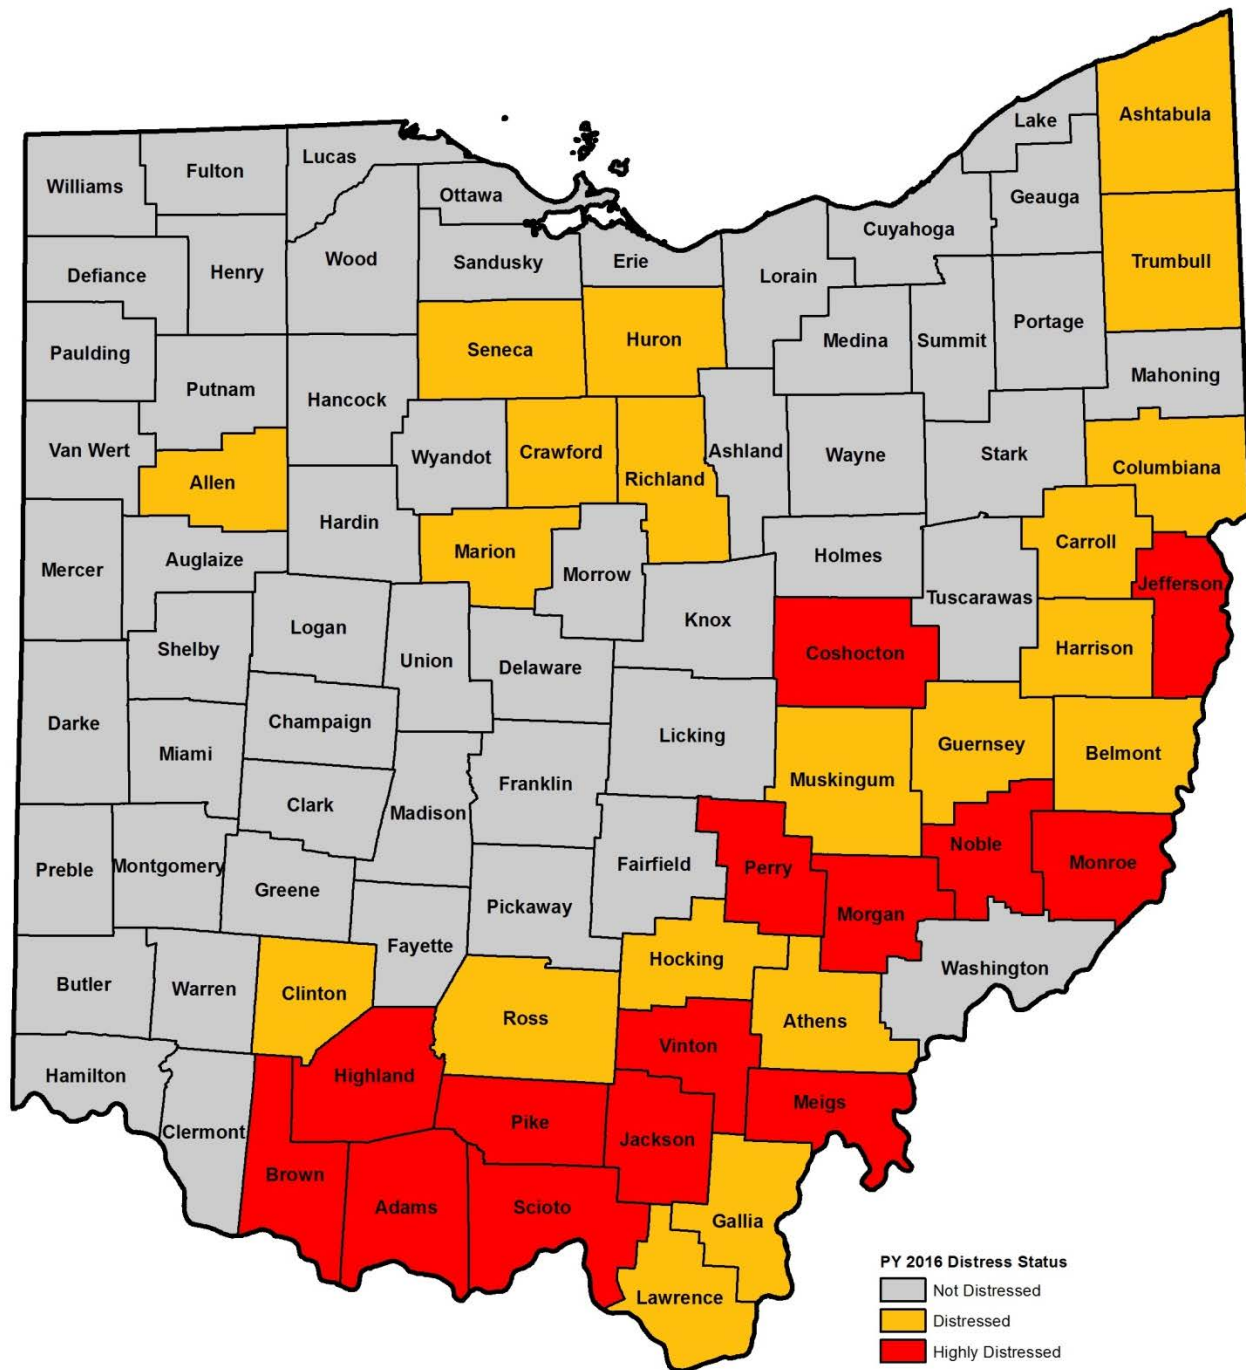 Ashtabula
Lake
Geauga
Cuyahoga
Trumbull
Lucas
Fulton
Williams
Ottawa
Wood
Sandusky
Erie
Henry
Defiance
Lorain
Portage
Summit
Medina
Mahoning
Paulding
Seneca
Huron
Putnam
Hancock
Van Wert
Wyandot
Crawford
Richland
Ashland
Wayne
Stark
Columbiana
Allen
Hardin
Marion
Morrow
Holmes
Carroll
Jefferson
Mercer
Auglaize
Tuscarawas
Logan
Knox
Shelby
Union
Delaware
Coshocton
Harrison
Darke
Champaign
Licking
Guernsey
Belmont
Miami
Franklin
Muskingum
Clark
Madison
Preble
Montgomery
Greene
Fairfield
Perry
Noble
Monroe
Pickaway
Morgan
Fayette
Hocking
Washington
Butler
Warren
Clinton
Ross
Athens
Vinton
Hamilton
Highland
Meigs
Clermont
Pike
Jackson
Brown
Adams
Scioto
Gallia
Lawrence
PY 2016 Distress Status
Not Distressed
Distressed
Highly Distressed